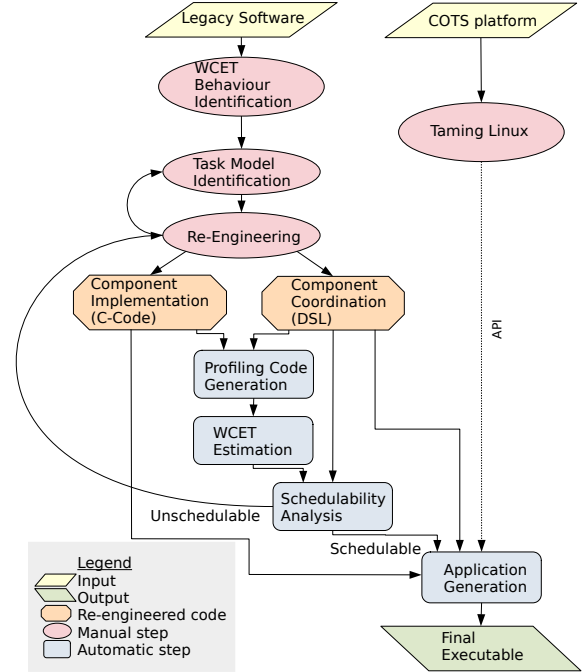 Legacy Software
COTS platform
WCET
Behaviour
Identification
Taming Linux
Task Model
Identification
Re-Engineering
Component
Implementation
(C-Code)
Component
Coordination
(DSL)
API
Profiling Code
Generation
WCET
Estimation
Schedulability
Analysis
Unschedulable
Schedulable
Application
Generation
Final
Executable
Legend
Input
Output
Re-engineered code
Manual step
Automatic step